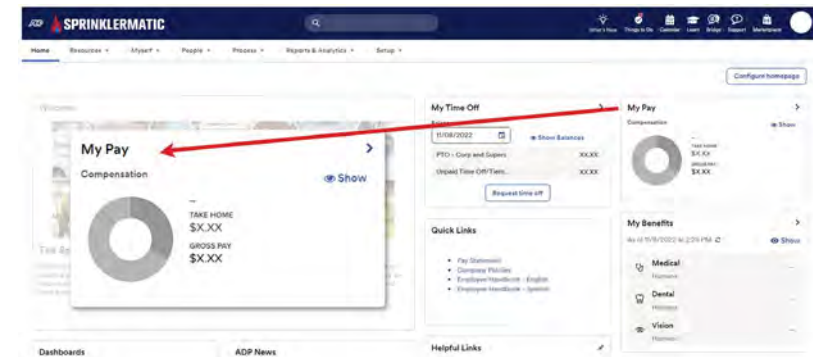 ADP SPRINKLERMATIC
What's New Things to Do Calendar Learn Bridge Support Marketplace
Home Resources Myself People Process Reports & Analytics Setup
Configure homepage
Welcome
My Pay
Compensation
Show
–
TAKE HOME
$X.XX
GROSS PAY
$X.XX
My Time Off
11/08/2022
Show Balances
PTO - Corp and Supers XX.XX
Unpaid Time Off/Tiem... XX.XX
Request time off
My Pay
Compensation
Show
–
TAKE HOME
$X.XX
GROSS PAY
$X.XX
Quick Links
Pay Statement
Company Policies
Employee Handbook - English
Employee Handbook - Spanish
My Benefits
As of 11/8/2022 at 2:29 PM
Show
Medical
Humana
Dental
Humana
Vision
Humana
Dashboards
ADP News
Helpful Links